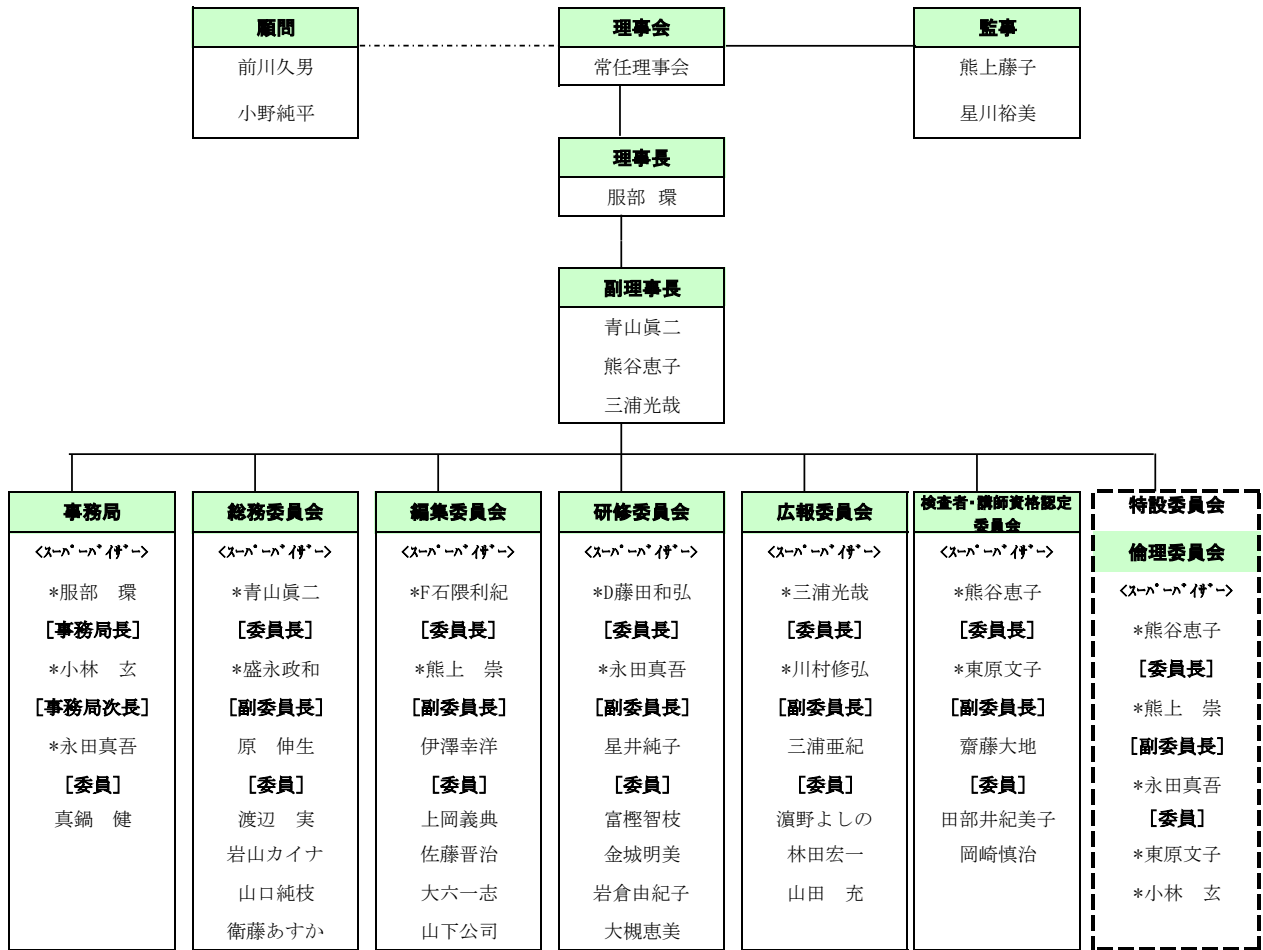 顧問
前川久男
小野純平
理事会
常任理事会
監事
熊上藤子
星川裕美
理事長
服部 環
副理事長
青山眞二
熊谷恵子
三浦光哉
事務局
<ｽｰﾊﾟｰﾊﾞｲｻﾞｰ>
*服部 環
[事務局長]
*小林 玄
[事務局次長]
*永田真吾
[委員]
真鍋 健
総務委員会
<ｽｰﾊﾟｰﾊﾞｲｻﾞｰ>
*青山眞二
[委員長]
*盛永政和
[副委員長]
原 伸生
[委員]
渡辺 実
岩山カイナ
山口純枝
衛藤あすか
編集委員会
<ｽｰﾊﾟｰﾊﾞｲｻﾞｰ>
*F石隈利紀
[委員長]
*熊上 崇
[副委員長]
伊澤幸洋
[委員]
上岡義典
佐藤晋治
大六一志
山下公司
研修委員会
<ｽｰﾊﾟｰﾊﾞｲｻﾞｰ>
*D藤田和弘
[委員長]
*永田真吾
[副委員長]
星井純子
[委員]
富樫智枝
金城明美
岩倉由紀子
大槻恵美
広報委員会
<ｽｰﾊﾟｰﾊﾞｲｻﾞｰ>
*三浦光哉
[委員長]
*川村修弘
[副委員長]
三浦亜紀
[委員]
濵野よしの
林田宏一
山田 充
検査者・講師資格認定
委員会
<ｽｰﾊﾟｰﾊﾞｲｻﾞｰ>
*熊谷恵子
[委員長]
*東原文子
[副委員長]
齋藤大地
[委員]
田部井紀美子
岡崎慎治
特設委員会
倫理委員会
<ｽｰﾊﾟｰﾊﾞｲｻﾞｰ>
*熊谷恵子
[委員長]
*熊上 崇
[副委員長]
*永田真吾
[委員]
*東原文子
*小林 玄